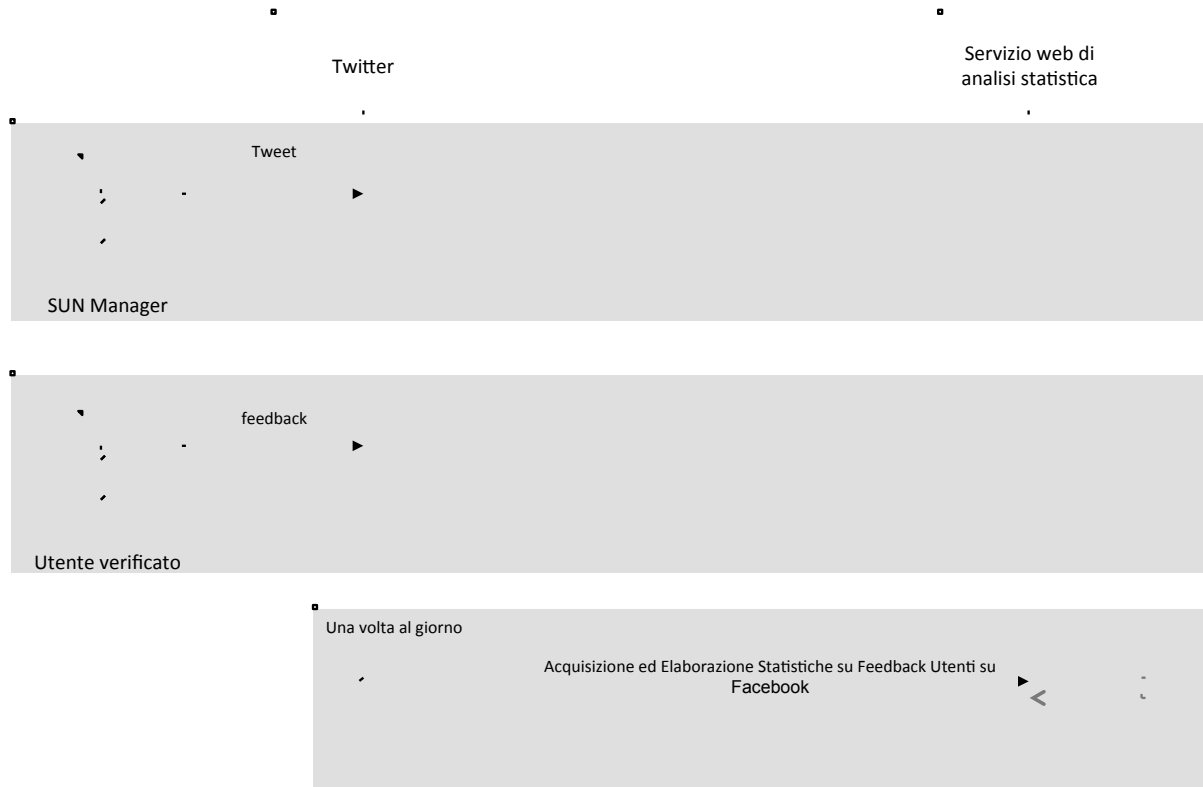 Twitter
Servizio web di
analisi statistica
Tweet
SUN Manager
feedback
Utente verificato
Una volta al giorno
Acquisizione ed Elaborazione Statistiche su Feedback Utenti su
Facebook